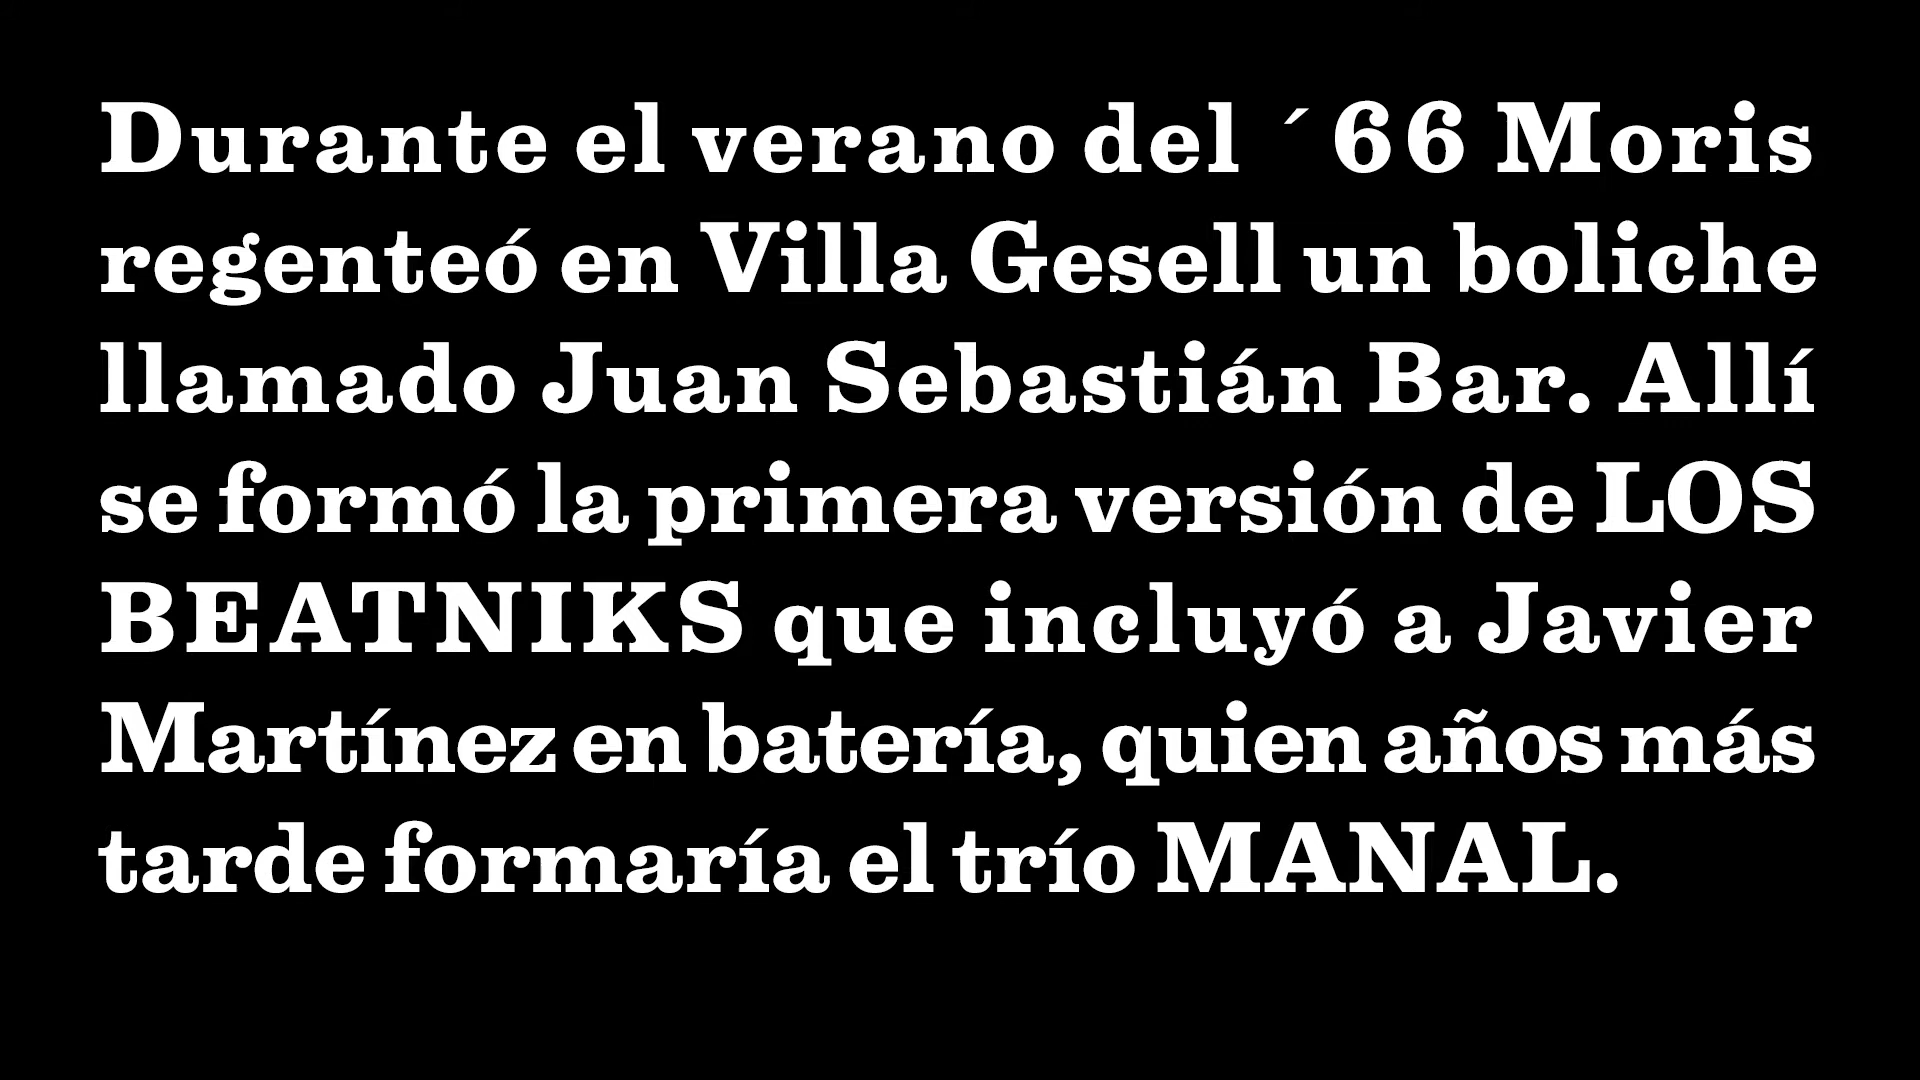 Durante el verano del ´66 Moris
regenteó en Villa Gesell un boliche
llamado Juan Sebastián Bar. Allí
se formó la primera versión de LOS
BEATNIKS que incluyó a Javier
Martínez en batería, quien años más
tarde formaría el trío MANAL.